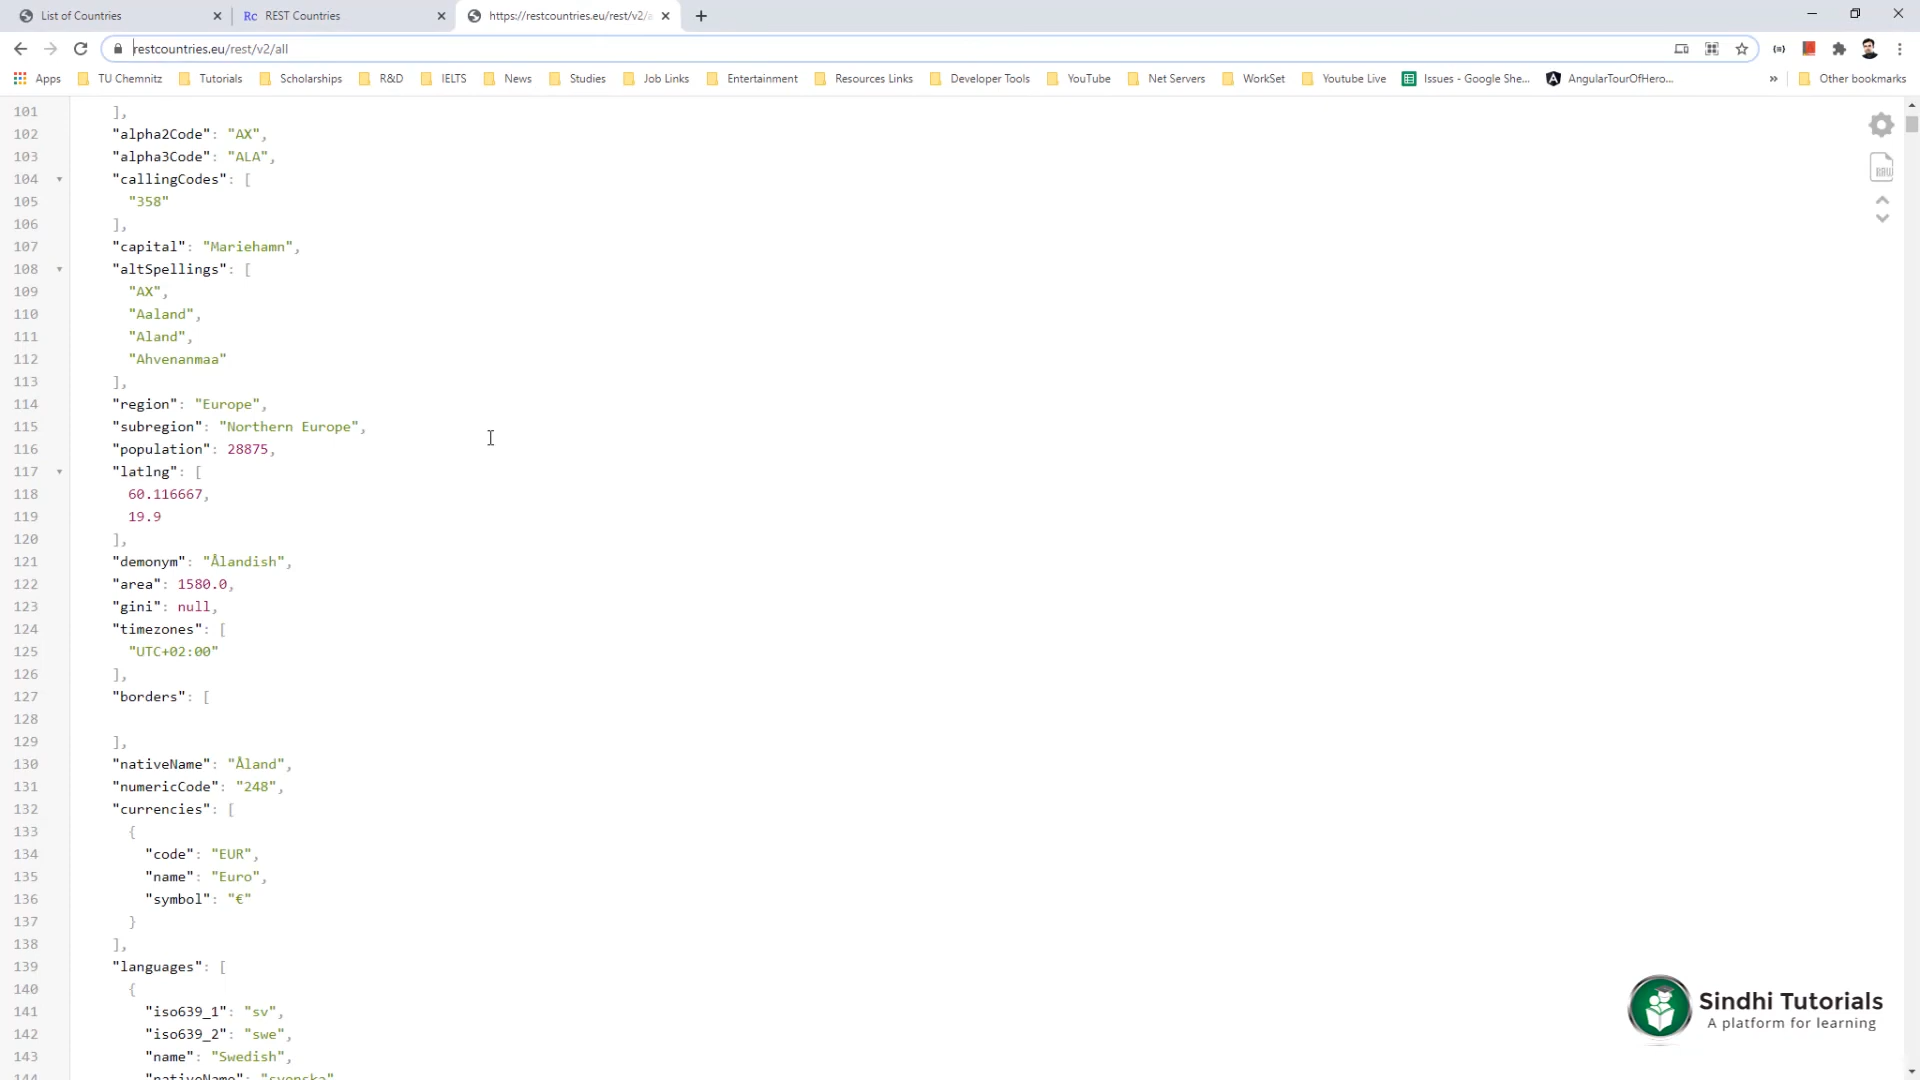 List of Countries
Rc REST Countries
https://restcountries.eu/rest/v2/a
restcountries.eu/rest/v2/all
Apps TU Chemnitz Tutorials Scholarships R&D IELTS News Studies Job Links Entertainment Resources Links Developer Tools YouTube Net Servers WorkSet Youtube Live Issues - Google She... AngularTourOfHero... » Other bookmarks
101 ],
102 "alpha2Code": "AX",
103 "alpha3Code": "ALA",
104 "callingCodes": [
105 "358"
106 ],
107 "capital": "Mariehamn",
108 "altSpellings": [
109 "AX",
110 "Aaland",
111 "Aland",
112 "Ahvenanmaa"
113 ],
114 "region": "Europe",
115 "subregion": "Northern Europe",
116 "population": 28875,
117 "latlng": [
118 60.116667,
119 19.9
120 ],
121 "demonym": "Ålandish",
122 "area": 1580.0,
123 "gini": null,
124 "timezones": [
125 "UTC+02:00"
126 ],
127 "borders": [
128
129 ],
130 "nativeName": "Åland",
131 "numericCode": "248",
132 "currencies": [
133 {
134 "code": "EUR",
135 "name": "Euro",
136 "symbol": "€"
137 }
138 ],
139 "languages": [
140 {
141 "iso639_1": "sv",
142 "iso639_2": "swe",
143 "name": "Swedish",
144 "nativeName": "svenska"
RAW
Sindhi Tutorials
A platform for learning